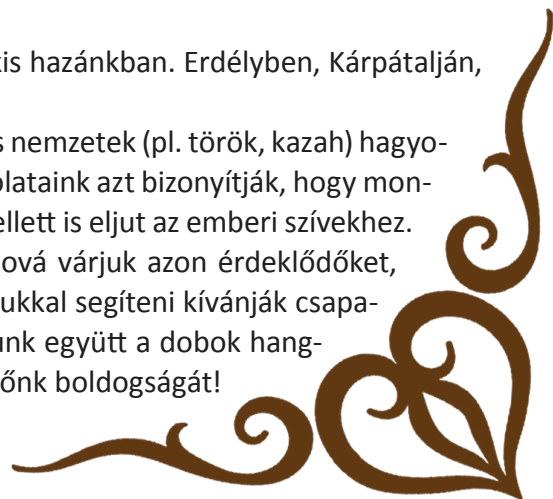 kis hazánkban. Erdélyben, Kárpátalján,
s nemzetek (pl. török, kazah) hagyo-
olataink azt bizonyítják, hogy mon-
ellett is eljut az emberi szívekhez.
ová várjuk azon érdeklődőket,
ukkal segíteni kívánják csapa-
unk együtt a dobok hang-
őnk boldogságát!